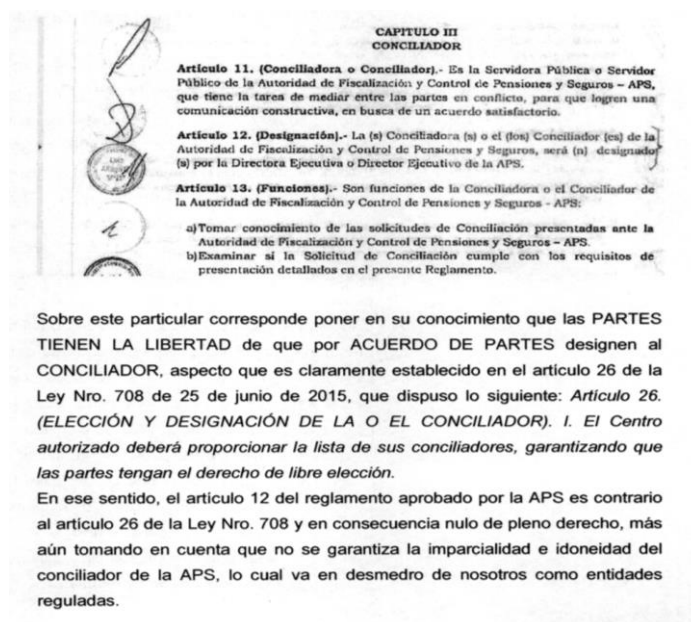 CAPITULO III
CONCILIADOR
Artículo 11. (Conciliadora o Conciliador).- Es la Servidora Pública o Servidor
Público de la Autoridad de Fiscalización y Control de Pensiones y Seguros – APS,
que tiene la tarea de mediar entre las partes en conflicto, para que logren una
comunicación constructiva, en busca de un acuerdo satisfactorio.
Artículo 12. (Designación).- La (s) Conciliadora (s) o el (los) Conciliador (es) de la
Autoridad de Fiscalización y Control de Pensiones y Seguros, será (n) designador
(s) por la Directora Ejecutiva o Director Ejecutivo de la APS.
Artículo 13. (Funciones).- Son funciones de la Conciliadora o el Conciliador de
la Autoridad de Fiscalización y Control de Pensiones y Seguros - APS:
a) Tomar conocimiento de las solicitudes de Conciliación presentadas ante la
Autoridad de Fiscalización y Control de Pensiones y Seguros – APS.
b) Examinar si la Solicitud de Conciliación cumple con los requisitos de
presentación detallados en el presente Reglamento.
Sobre este particular corresponde poner en su conocimiento que las PARTES
TIENEN LA LIBERTAD de que por ACUERDO DE PARTES designen al
CONCILIADOR, aspecto que es claramente establecido en el artículo 26 de la
Ley Nro. 708 de 25 de junio de 2015, que dispuso lo siguiente: Artículo 26.
(ELECCIÓN Y DESIGNACIÓN DE LA O EL CONCILIADOR). I. El Centro
autorizado deberá proporcionar la lista de sus conciliadores, garantizando que
las partes tengan el derecho de libre elección.
En ese sentido, el artículo 12 del reglamento aprobado por la APS es contrario
al artículo 26 de la Ley Nro. 708 y en consecuencia nulo de pleno derecho, más
aún tomando en cuenta que no se garantiza la imparcialidad e idoneidad del
conciliador de la APS, lo cual va en desmedro de nosotros como entidades
reguladas.